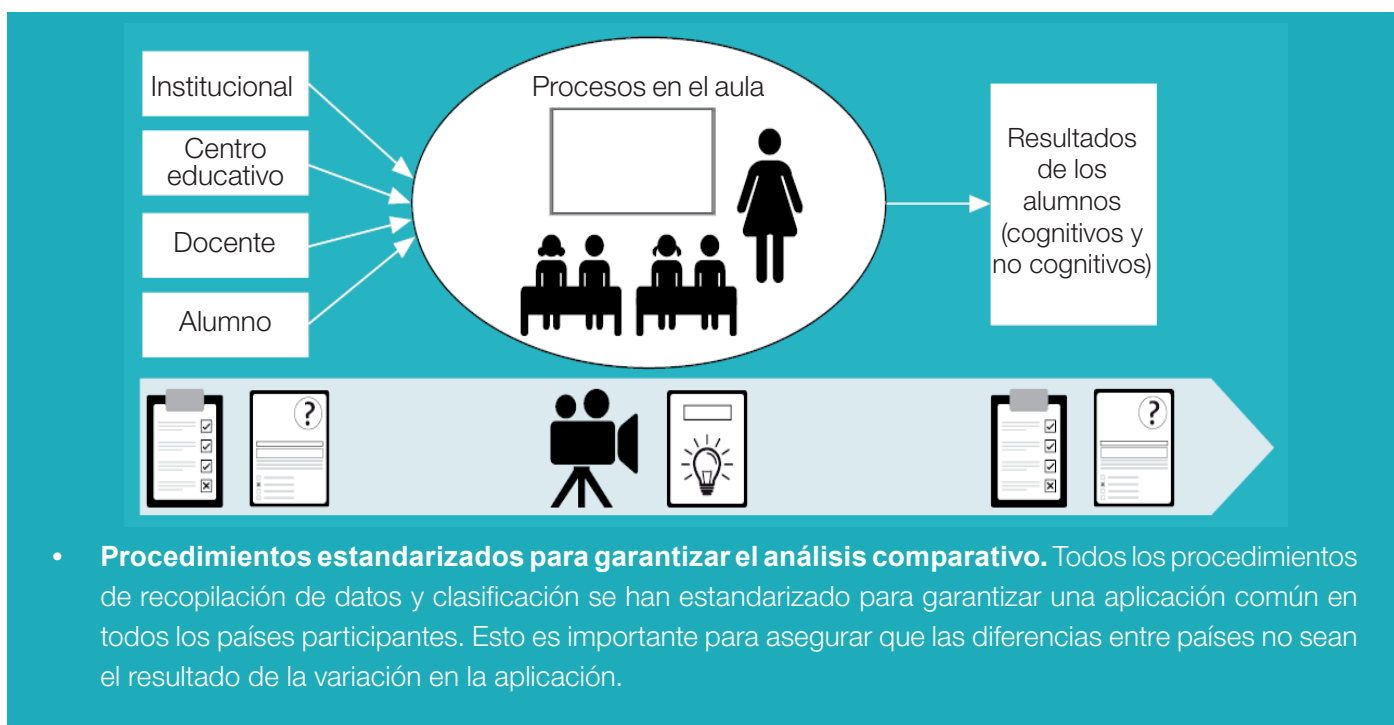 Institucional
Centro
educativo
Docente
Alumno
Procesos en el aula
Resultados
de los
alumnos
(cognitivos y
no cognitivos)
?
?
• Procedimientos estandarizados para garantizar el análisis comparativo. Todos los procedimientos
de recopilación de datos y clasificación se han estandarizado para garantizar una aplicación común en
todos los países participantes. Esto es importante para asegurar que las diferencias entre países no sean
el resultado de la variación en la aplicación.